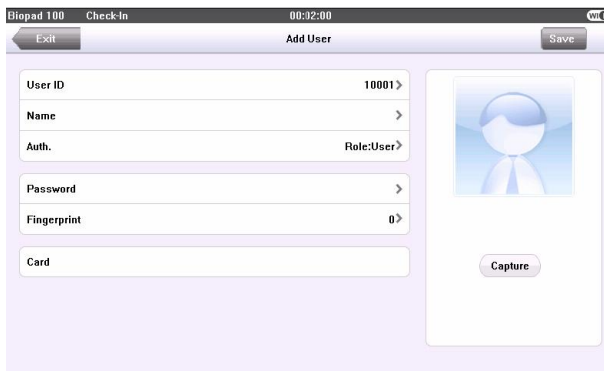 Biopad 100 Check-In 00:02:00
Exit Add User Save
User ID 10001
Name
Auth. Role:User
Password
Fingerprint 0
Card
Capture